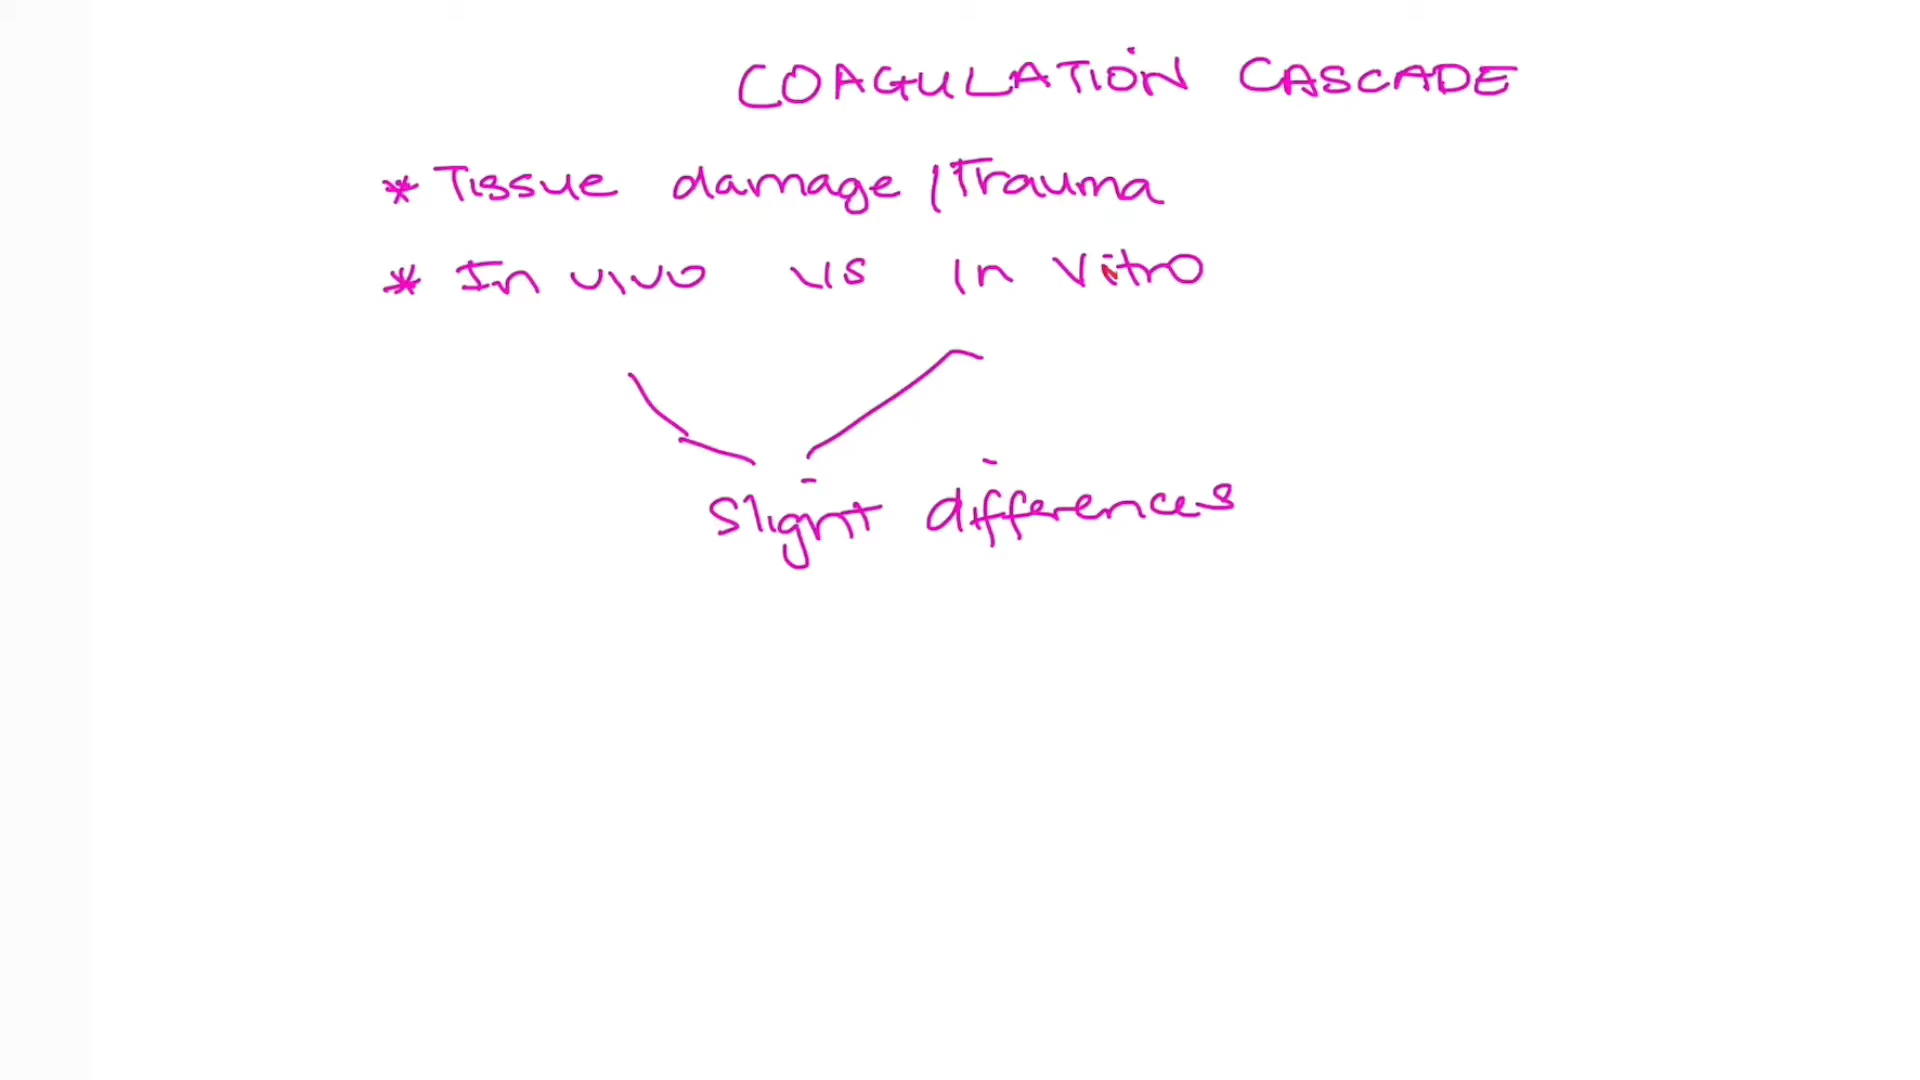 COAGULATION CASCADE
* Tissue damage / Trauma
* In vivo vs In vitro
Slight differences